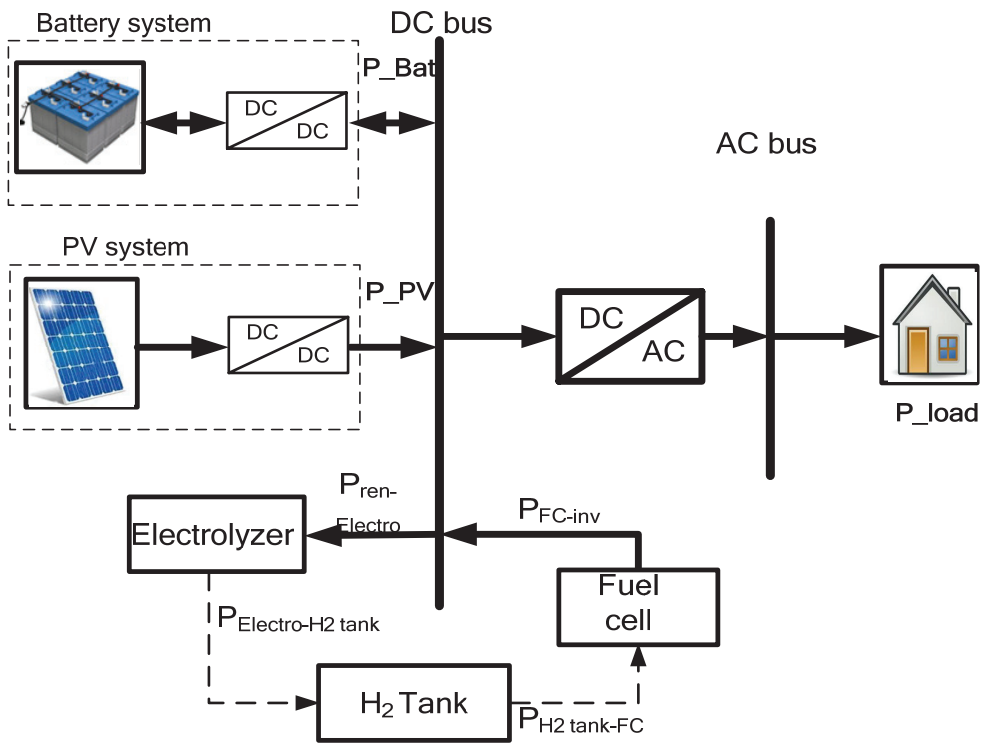 Battery system
DC bus
P_Bat
DC
DC
AC bus
PV system
P_PV
DC
DC
DC
AC
P_load
Pren-
Electro
PFC-inv
Electrolyzer
Fuel
cell
PElectro-H2 tank
H2 Tank
PH2 tank-FC